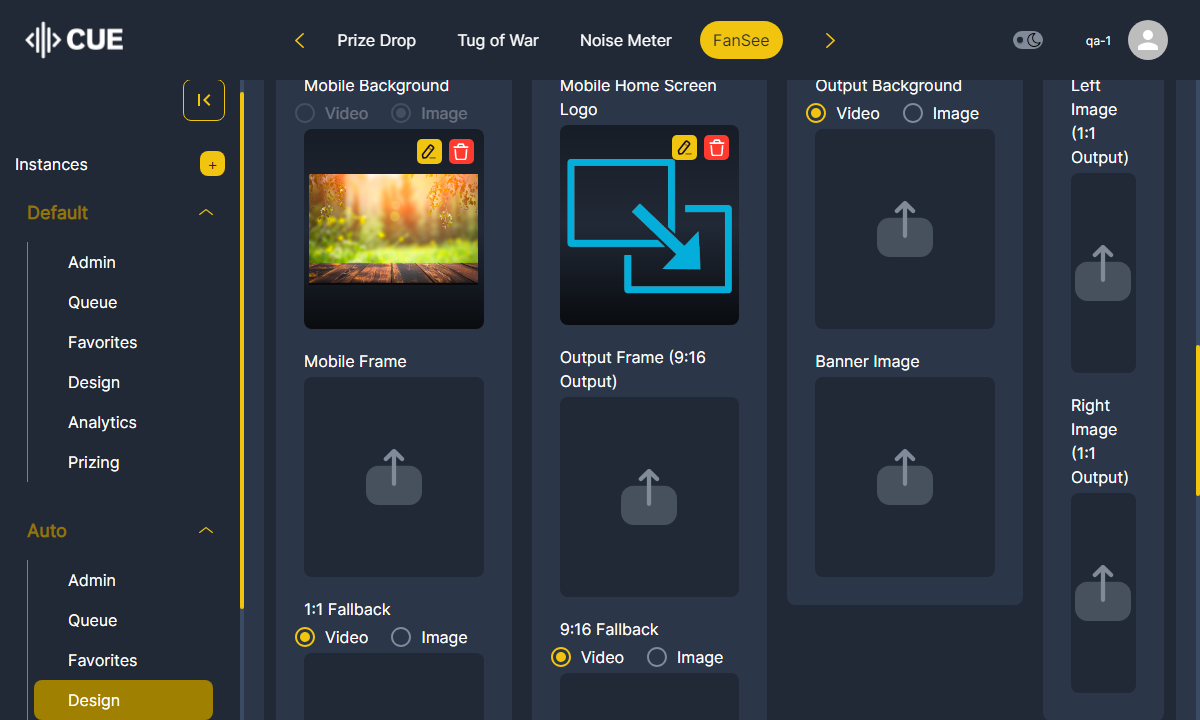 CUE
Prize Drop
Tug of War
Noise Meter
FanSee
qa-1
Instances
+
Default
Admin
Queue
Favorites
Design
Analytics
Prizing
Auto
Admin
Queue
Favorites
Design
Mobile Background
Video
Image
Mobile Frame
1:1 Fallback
Video
Image
Mobile Home Screen
Logo
Output Frame (9:16
Output)
9:16 Fallback
Video
Image
Output Background
Video
Image
Banner Image
Left
Image
(1:1
Output)
Right
Image
(1:1
Output)